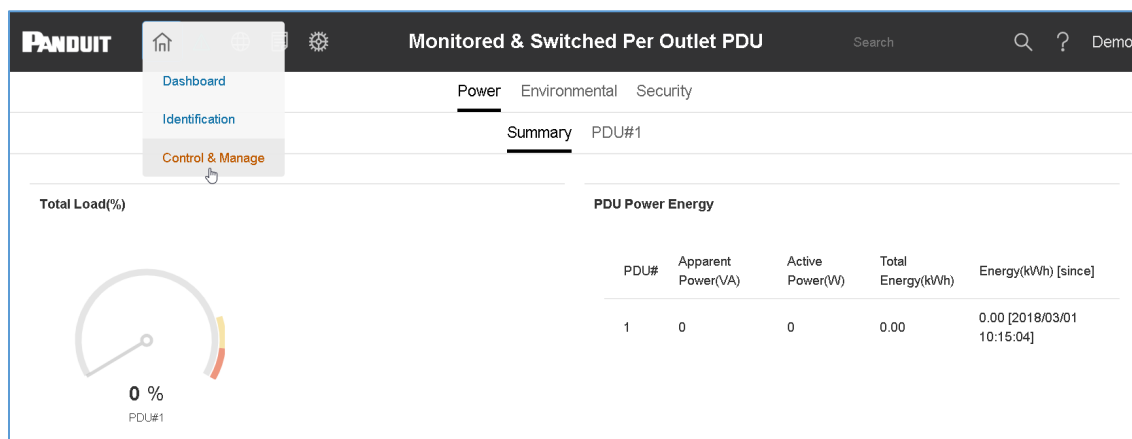 PANDUIT
Monitored & Switched Per Outlet PDU
Search
?
Demo
Dashboard
Identification
Control & Manage
Power Environmental Security
Summary PDU#1
Total Load(%)
0 %
PDU#1
PDU Power Energy
PDU# Apparent Power(VA) Active Power(W) Total Energy(kWh) Energy(kWh) [since]
1 0 0 0.00 0.00 [2018/03/01 10:15:04]